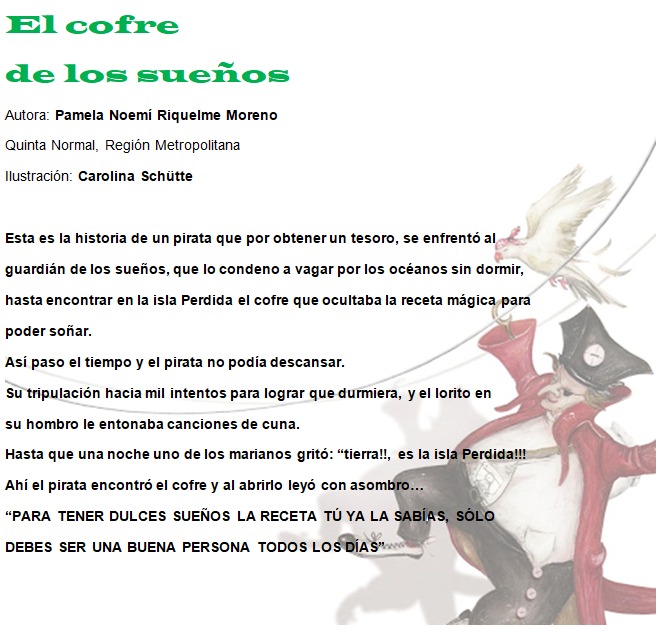 El cofre
de los sueños
Autora: Pamela Noemí Riquelme Moreno
Quinta Normal, Región Metropolitana
Ilustración: Carolina Schütte
Esta es la historia de un pirata que por obtener un tesoro, se enfrentó al
guardián de los sueños, que lo condeno a vagar por los océanos sin dormir,
hasta encontrar en la isla Perdida el cofre que ocultaba la receta mágica para
poder soñar.
Así paso el tiempo y el pirata no podía descansar.
Su tripulación hacia mil intentos para lograr que durmiera, y el lorito en
su hombro le entonaba canciones de cuna.
Hasta que una noche uno de los marianos gritó: “tierra!!, es la isla Perdida!!!
Ahí el pirata encontró el cofre y al abrirlo leyó con asombro…
“PARA TENER DULCES SUEÑOS LA RECETA TÚ YA LA SABÍAS, SÓLO
DEBES SER UNA BUENA PERSONA TODOS LOS DÍAS”